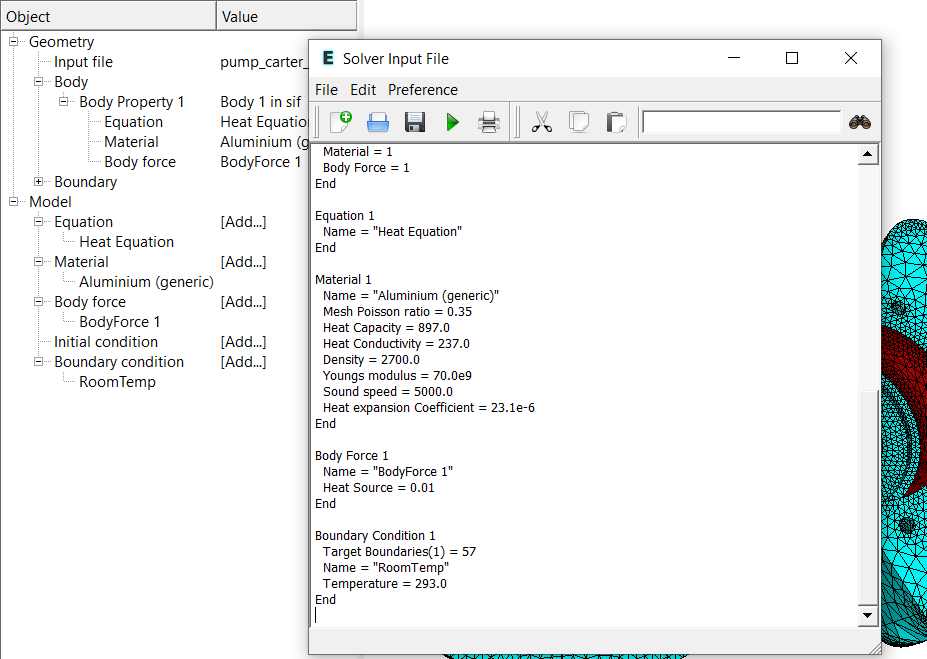 Object Value
Geometry
Input file pump_carter_
Body
Body Property 1 Body 1 in sif
Equation Heat Equatio
Material Aluminium (g
Body force BodyForce 1
Boundary
Model
Equation [Add...]
Heat Equation
Material [Add...]
Aluminium (generic)
Body force [Add...]
BodyForce 1
Initial condition [Add...]
Boundary condition [Add...]
RoomTemp
E Solver Input File
File Edit Preference
Material = 1
Body Force = 1
End
Equation 1
Name = "Heat Equation"
End
Material 1
Name = "Aluminium (generic)"
Mesh Poisson ratio = 0.35
Heat Capacity = 897.0
Heat Conductivity = 237.0
Density = 2700.0
Youngs modulus = 70.0e9
Sound speed = 5000.0
Heat expansion Coefficient = 23.1e-6
End
Body Force 1
Name = "BodyForce 1"
Heat Source = 0.01
End
Boundary Condition 1
Target Boundaries(1) = 57
Name = "RoomTemp"
Temperature = 293.0
End